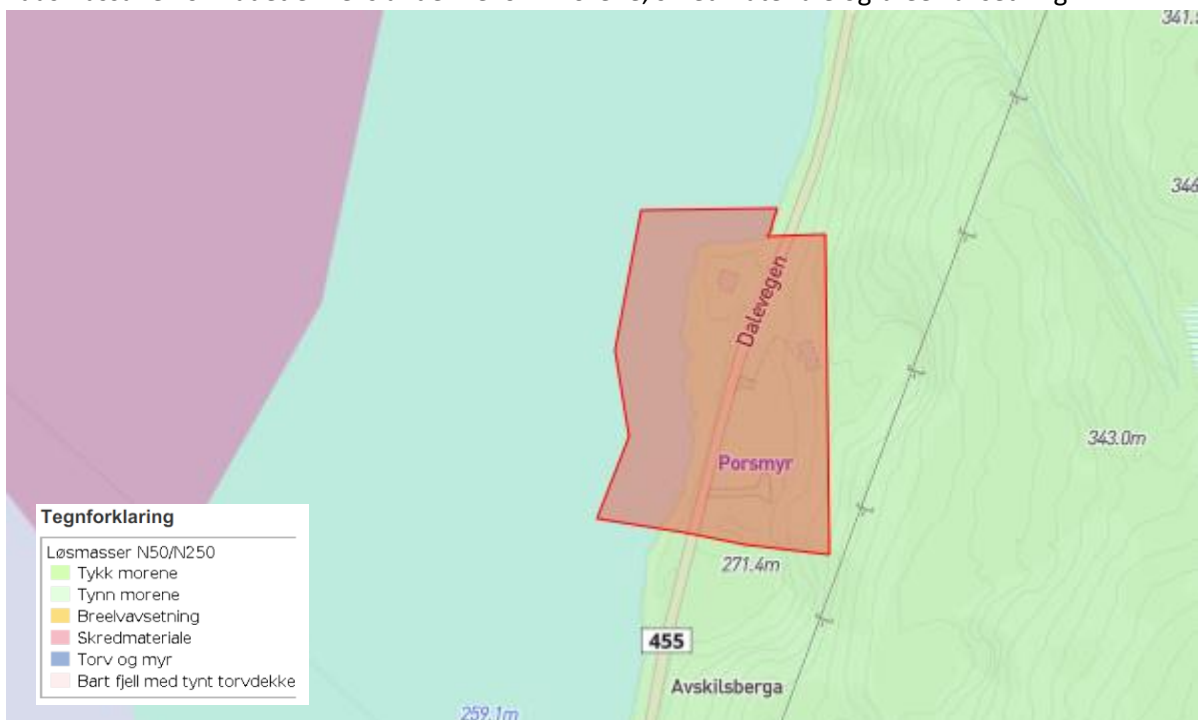 341.5
346
Dalevegen
343.0m
Porsmyr
271.4m
455
Avskilsberga
259.1m
Tegnforklaring
Løsmasser N50/N250
Tykk morene
Tynn morene
Breelvavsetning
Skredmateriale
Torv og myr
Bart fjell med tynt torvdekke